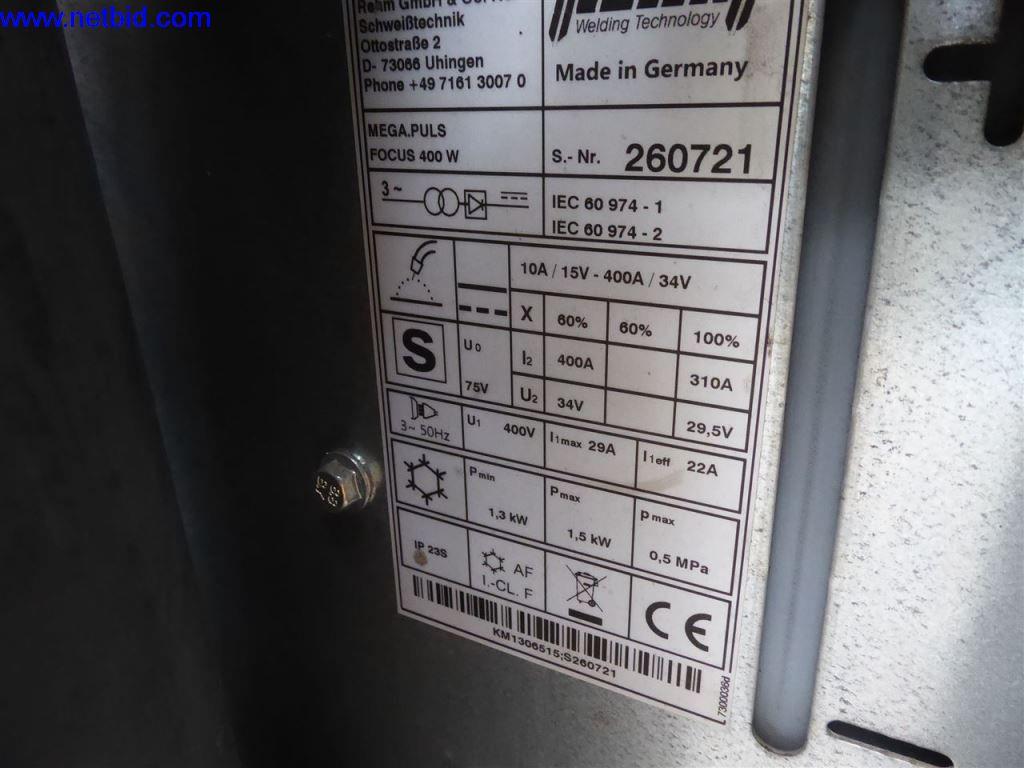 www.netbid.com
Rehm GmbH & Co.
Schweißtechnik
Ottostraße 2
D- 73066 Uhingen
Phone +49 7161 3007 0
Welding Technology
Made in Germany
MEGA.PULS
FOCUS 400 W
S.- Nr. 260721
3~
IEC 60 974 - 1
IEC 60 974 - 2
10A / 15V - 400A / 34V
X 60% 60% 100%
S
U0
75V
I2 400A 310A
U2 34V 29,5V
3~ 50Hz
U1 400V
I1max 29A
I1eff 22A
Pmin
1,3 kW
Pmax
1,5 kW
pmax
0,5 MPa
IP 23S
AF
I.-CL. F
CE
KM1306515;S260721
L7300036d